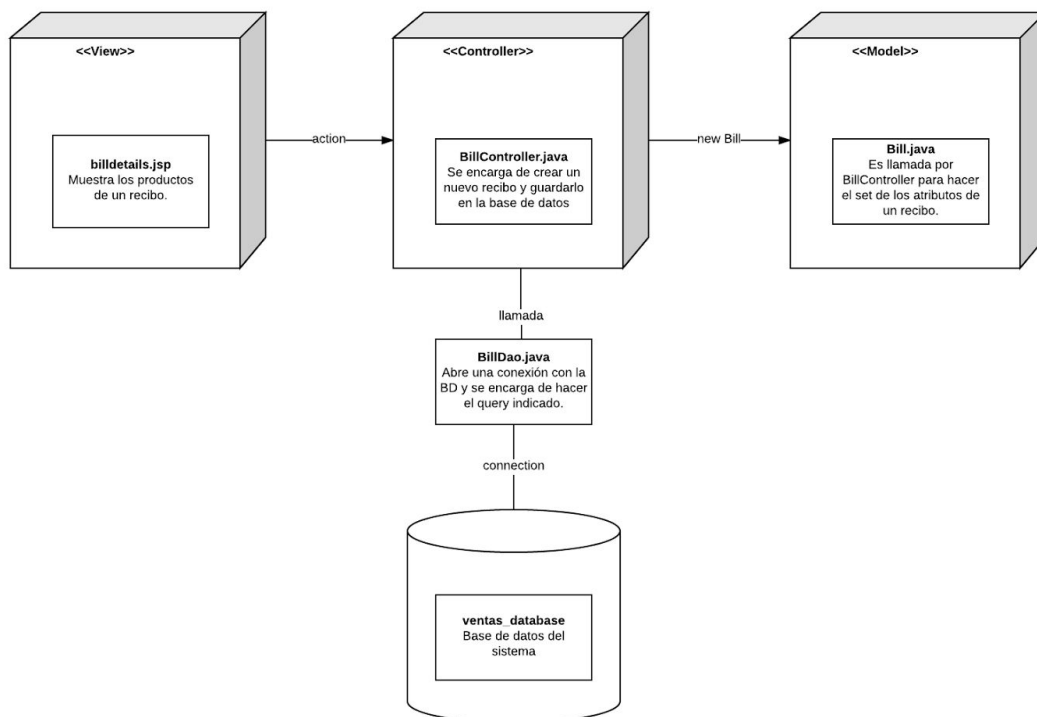 <<View>>
<<Controller>>
<<Model>>
billdetails.jsp
Muestra los productos
de un recibo.
action
BillController.java
Se encarga de crear un
nuevo recibo y guardarlo
en la base de datos
new Bill
Bill.java
Es llamada por
BillController para hacer
el set de los atributos de
un recibo.
llamada
BillDao.java
Abre una conexión con la
BD y se encarga de hacer
el query indicado.
connection
ventas_database
Base de datos del
sistema